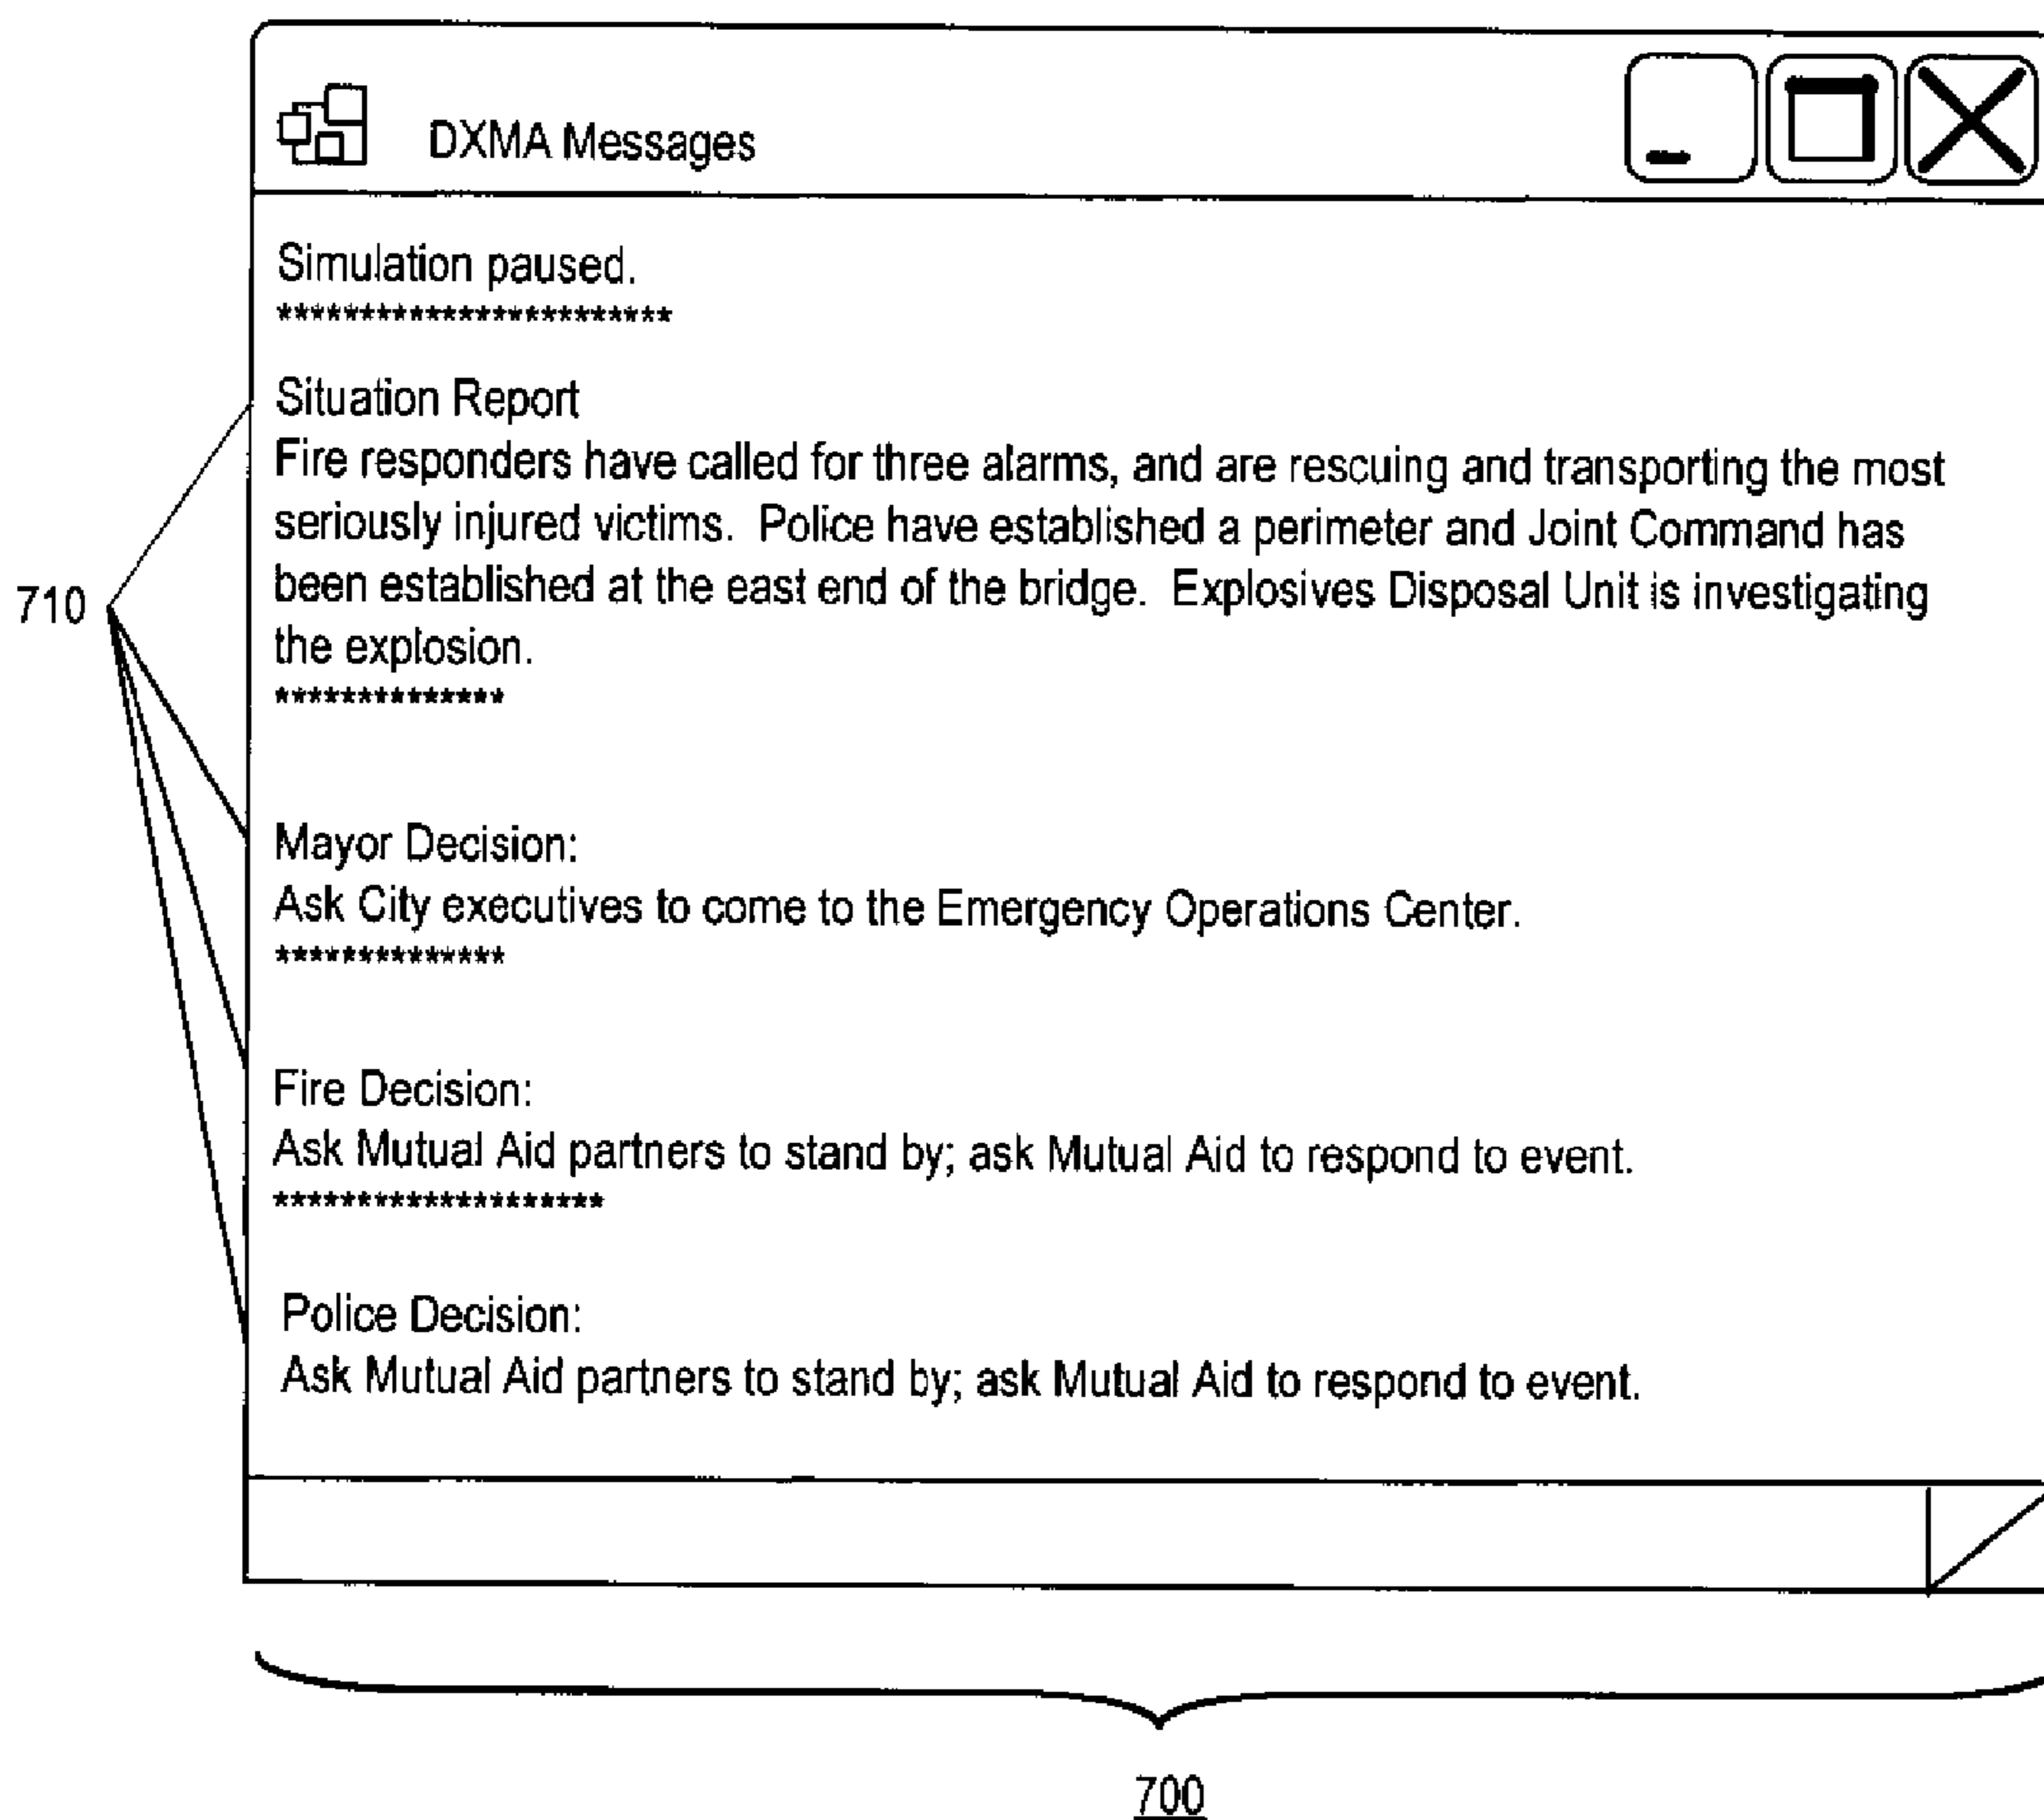 DXMA Messages
Simulation paused.
************************
Situation Report
Fire responders have called for three alarms, and are rescuing and transporting the most
seriously injured victims.  Police have established a perimeter and Joint Command has
been established at the east end of the bridge.  Explosives Disposal Unit is investigating
the explosion.
**************
710
Mayor Decision:
Ask City executives to come to the Emergency Operations Center.
**************
Fire Decision:
Ask Mutual Aid partners to stand by; ask Mutual Aid to respond to event.
********************
Police Decision:
Ask Mutual Aid partners to stand by; ask Mutual Aid to respond to event.
700